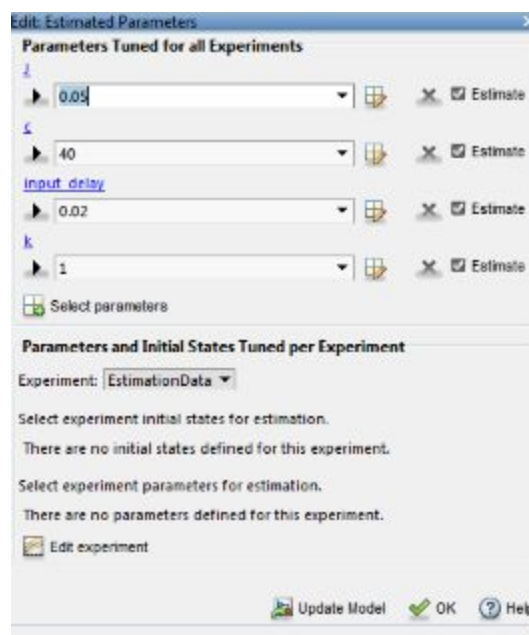 Edit: Estimated Parameters
Parameters Tuned for all Experiments
J
0.05
Estimate
c
40
Estimate
input_delay
0.02
Estimate
k
1
Estimate
Select parameters
Parameters and Initial States Tuned per Experiment
Experiment: EstimationData
Select experiment initial states for estimation.
There are no initial states defined for this experiment.
Select experiment parameters for estimation.
There are no parameters defined for this experiment.
Edit experiment
Update Model OK Help